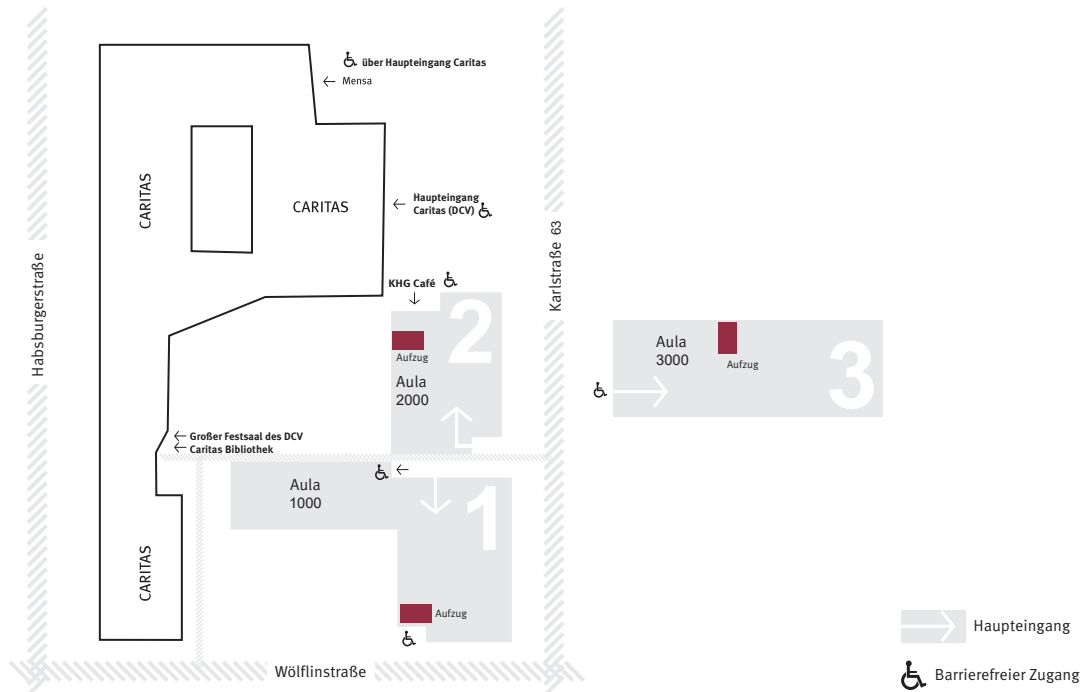 über Haupteingang Caritas
Mensa
CARITAS
CARITAS
Haupteingang
Caritas (DCV)
Habsburgerstraße
Karlstraße 63
KHG Café
2
Aufzug
Aula
2000
Aula
3000
Aufzug
3
Großer Festsaal des DCV
Caritas Bibliothek
Aula
1000
1
CARITAS
Aufzug
Wölflinstraße
Haupteingang
Barrierefreier Zugang